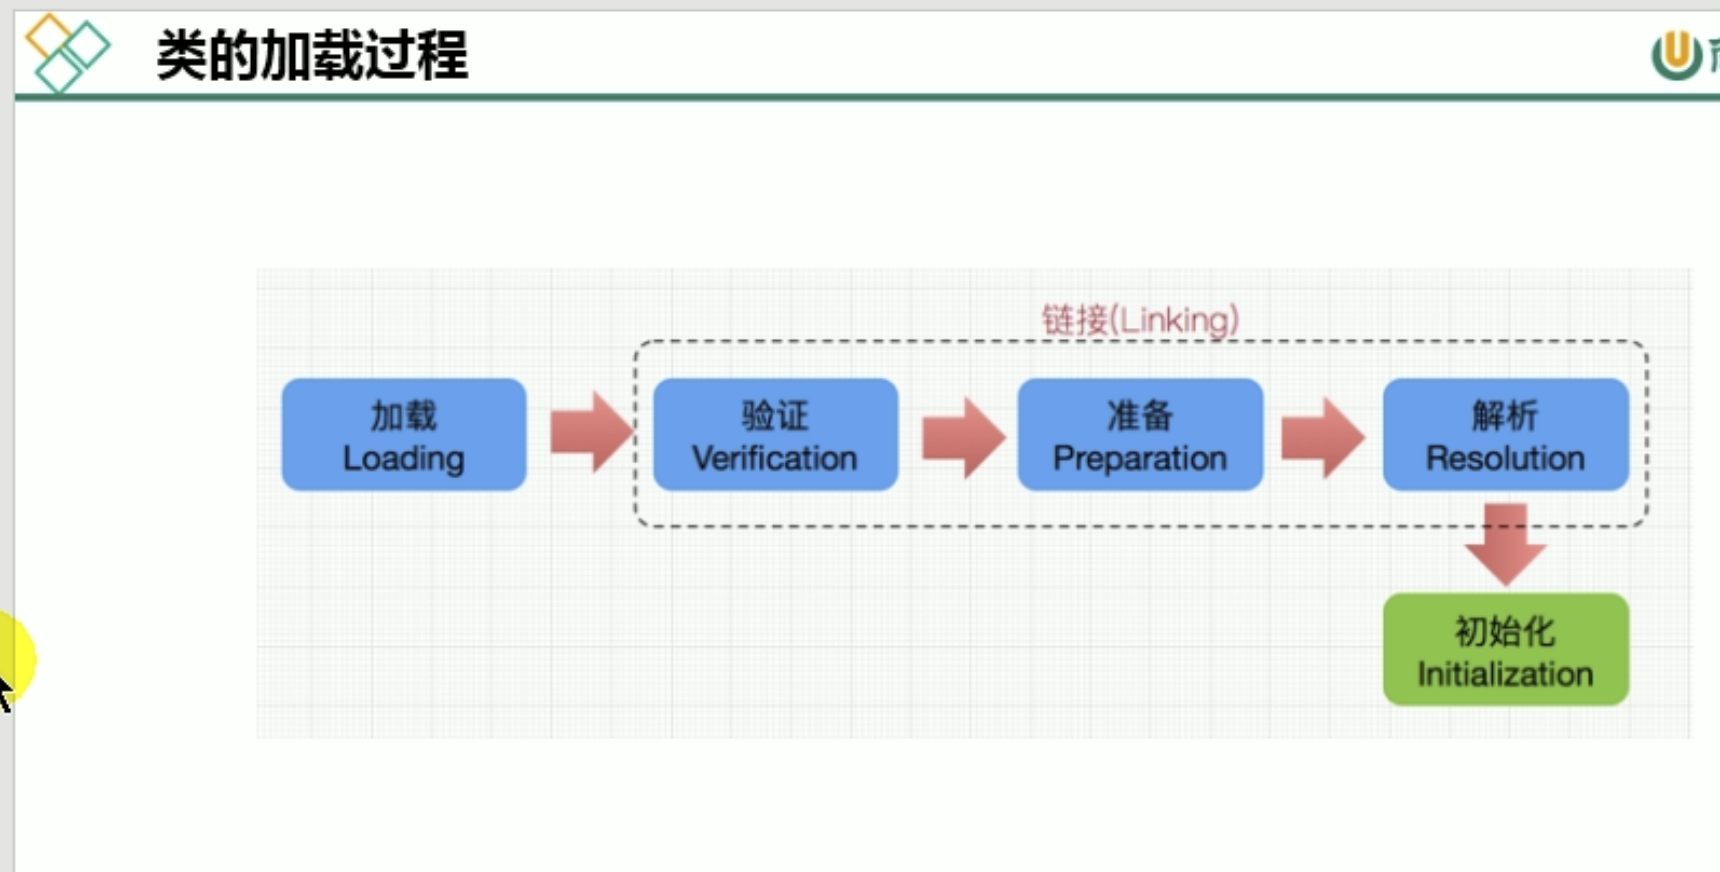 类的加载过程
链接(Linking)
加载
Loading
验证
Verification
准备
Preparation
解析
Resolution
初始化
Initialization